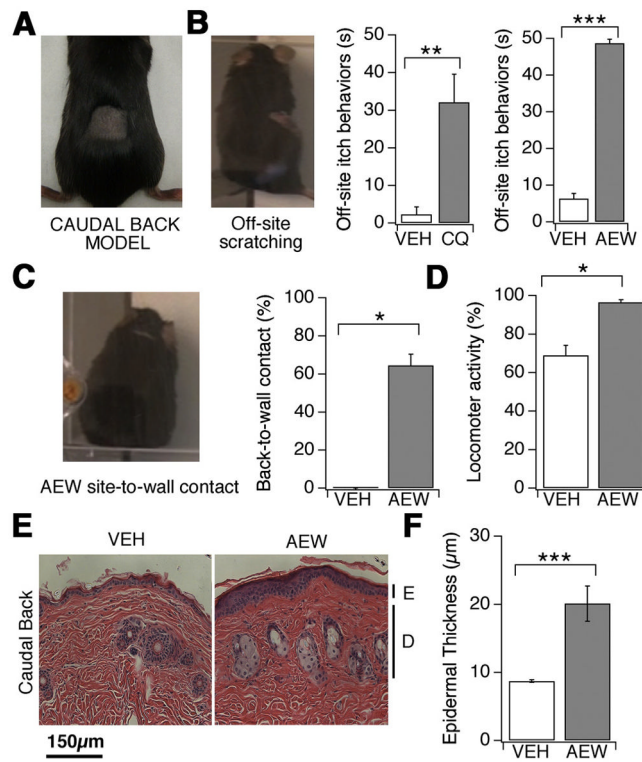 A
CAUDAL BACK
MODEL
B
Off-site
scratching
Off-site itch behaviors (s)
50
40
30
20
10
0
**
VEH CQ
Off-site itch behaviors (s)
50
40
30
20
10
0
***
VEH AEW
C
AEW site-to-wall contact
Back-to-wall contact (%)
100
80
60
40
20
0
*
VEH AEW
D
Locomoter activity (%)
100
80
60
40
20
0
*
VEH AEW
E
VEH
AEW
Caudal Back
E
D
150µm
F
Epidermal Thickness (µm)
30
20
10
0
***
VEH AEW